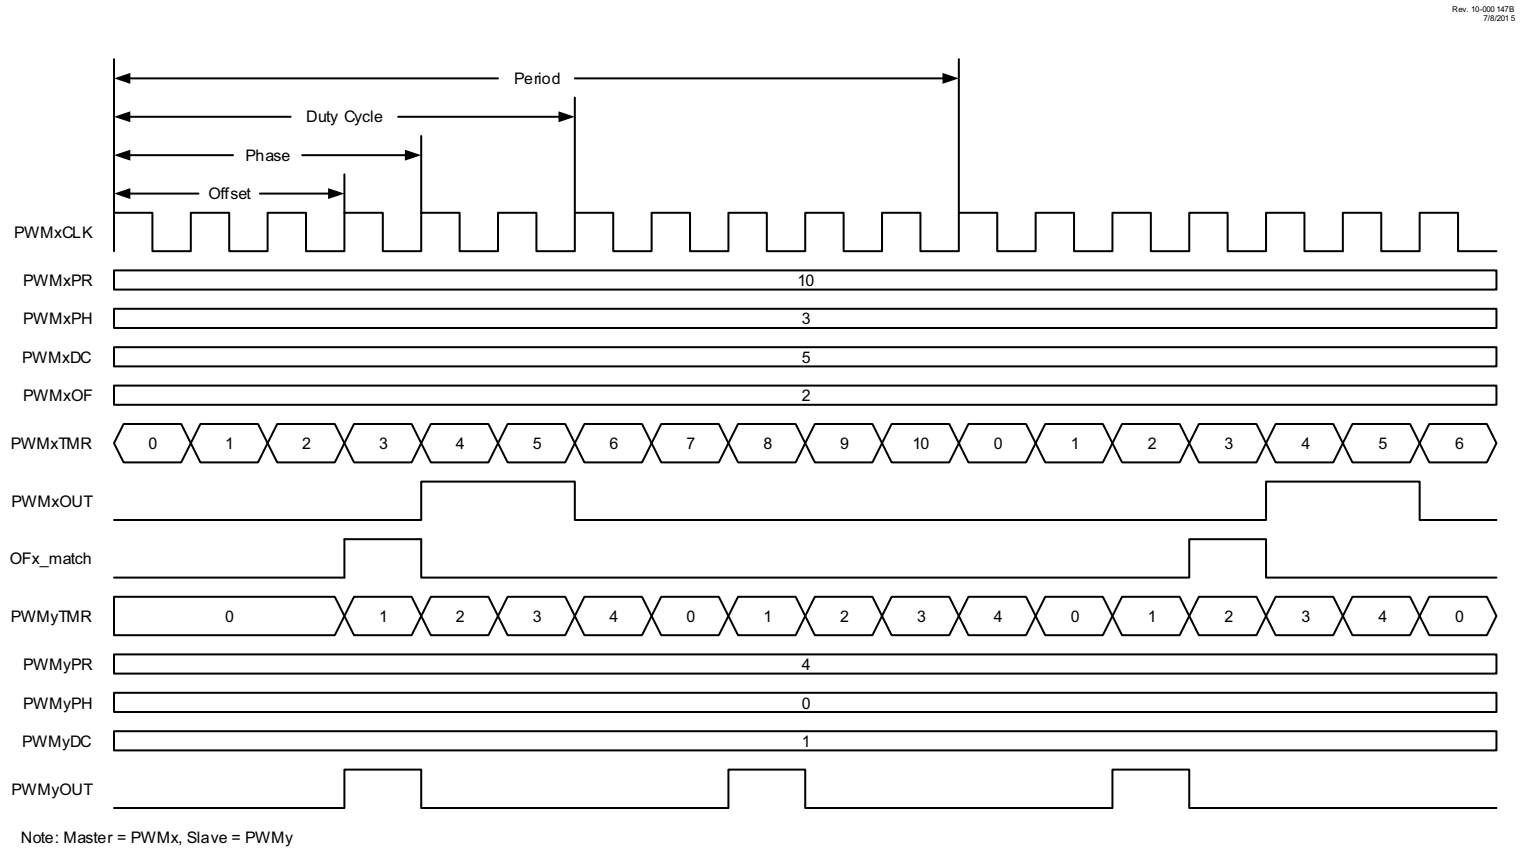 Rev. 10-000 147B
7/8/201 5
Period
Duty Cycle
Phase
Offset
PWMxCLK
PWMxPR 10
PWMxPH 3
PWMxDC 5
PWMxOF 2
PWMxTMR 0 1 2 3 4 5 6 7 8 9 10 0 1 2 3 4 5 6
PWMxOUT
OFx_match
PWMyTMR 0 1 2 3 4 0 1 2 3 4 0 1 2 3 4 0
PWMyPR 4
PWMyPH 0
PWMyDC 1
PWMyOUT
Note: Master = PWMx, Slave = PWMy